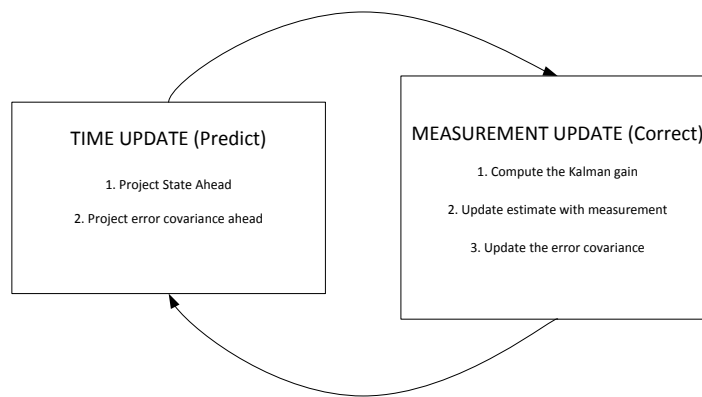 TIME UPDATE (Predict)
1. Project State Ahead
2. Project error covariance ahead
MEASUREMENT UPDATE (Correct)
1. Compute the Kalman gain
2. Update estimate with measurement
3. Update the error covariance